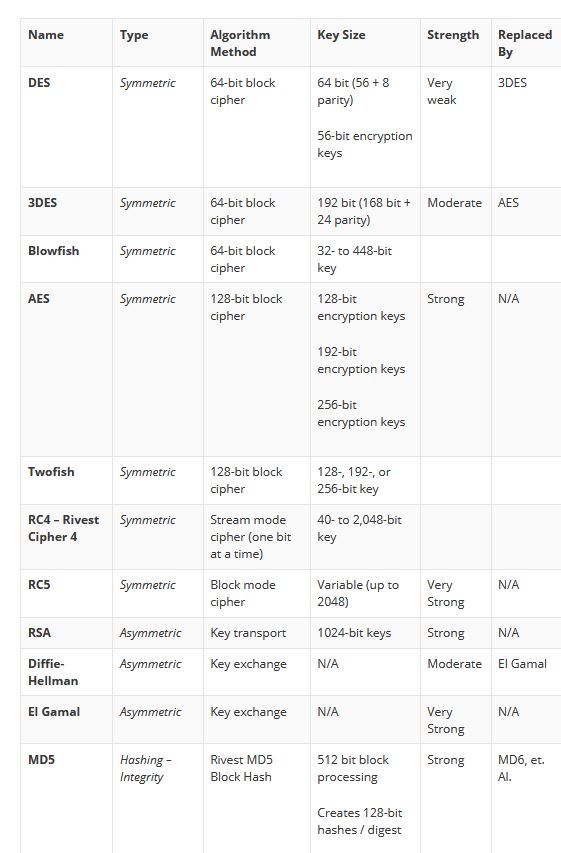 Name Type Algorithm Method Key Size Strength Replaced By
DES Symmetric 64-bit block cipher 64 bit (56 + 8 parity) 56-bit encryption keys Very weak 3DES
3DES Symmetric 64-bit block cipher 192 bit (168 bit + 24 parity) Moderate AES
Blowfish Symmetric 64-bit block cipher 32- to 448-bit key
AES Symmetric 128-bit block cipher 128-bit encryption keys 192-bit encryption keys 256-bit encryption keys Strong N/A
Twofish Symmetric 128-bit block cipher 128-, 192-, or 256-bit key
RC4 – Rivest Cipher 4 Symmetric Stream mode cipher (one bit at a time) 40- to 2,048-bit key
RC5 Symmetric Block mode cipher Variable (up to 2048) Very Strong N/A
RSA Asymmetric Key transport 1024-bit keys Strong N/A
Diffie-Hellman Asymmetric Key exchange N/A Moderate El Gamal
El Gamal Asymmetric Key exchange N/A Very Strong N/A
MD5 Hashing – Integrity Rivest MD5 Block Hash 512 bit block processing Creates 128-bit hashes / digest Strong MD6, et. Al.